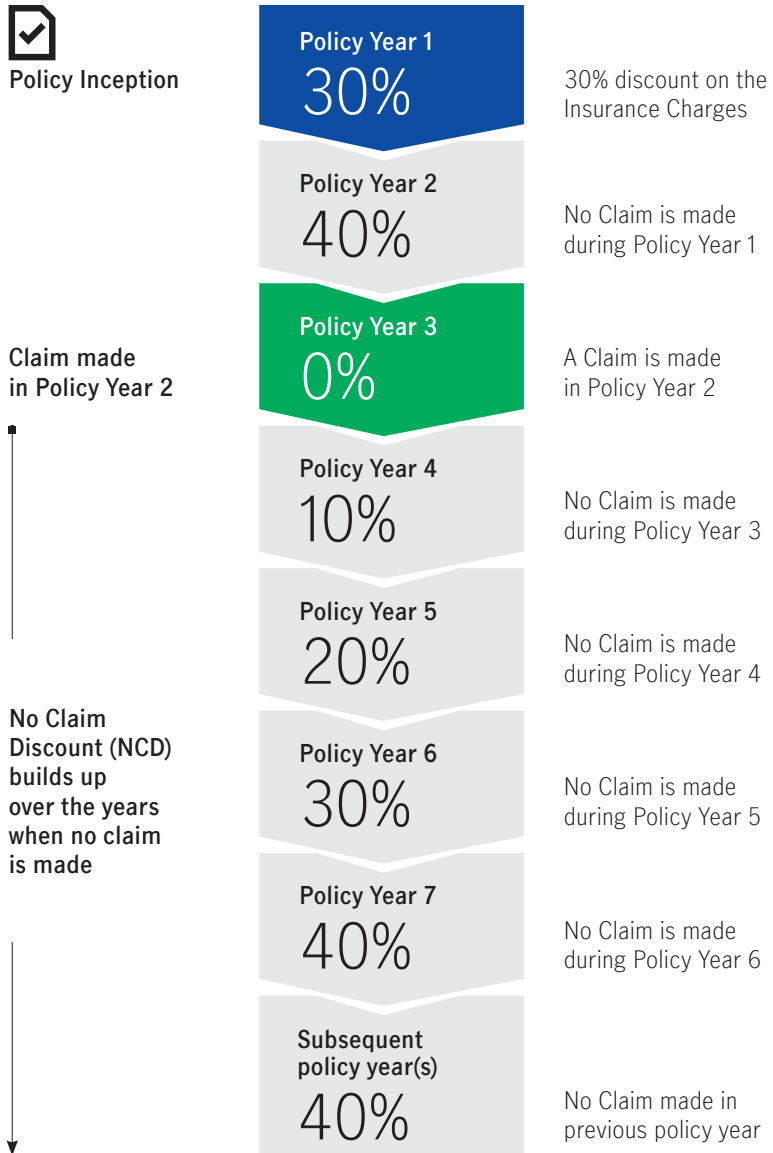 Policy Inception
Policy Year 1
30%
30% discount on the
Insurance Charges
Policy Year 2
40%
No Claim is made
during Policy Year 1
Claim made
in Policy Year 2
Policy Year 3
0%
A Claim is made
in Policy Year 2
Policy Year 4
10%
No Claim is made
during Policy Year 3
Policy Year 5
20%
No Claim is made
during Policy Year 4
No Claim
Discount (NCD)
builds up
over the years
when no claim
is made
Policy Year 6
30%
No Claim is made
during Policy Year 5
Policy Year 7
40%
No Claim is made
during Policy Year 6
Subsequent
policy year(s)
40%
No Claim made in
previous policy year